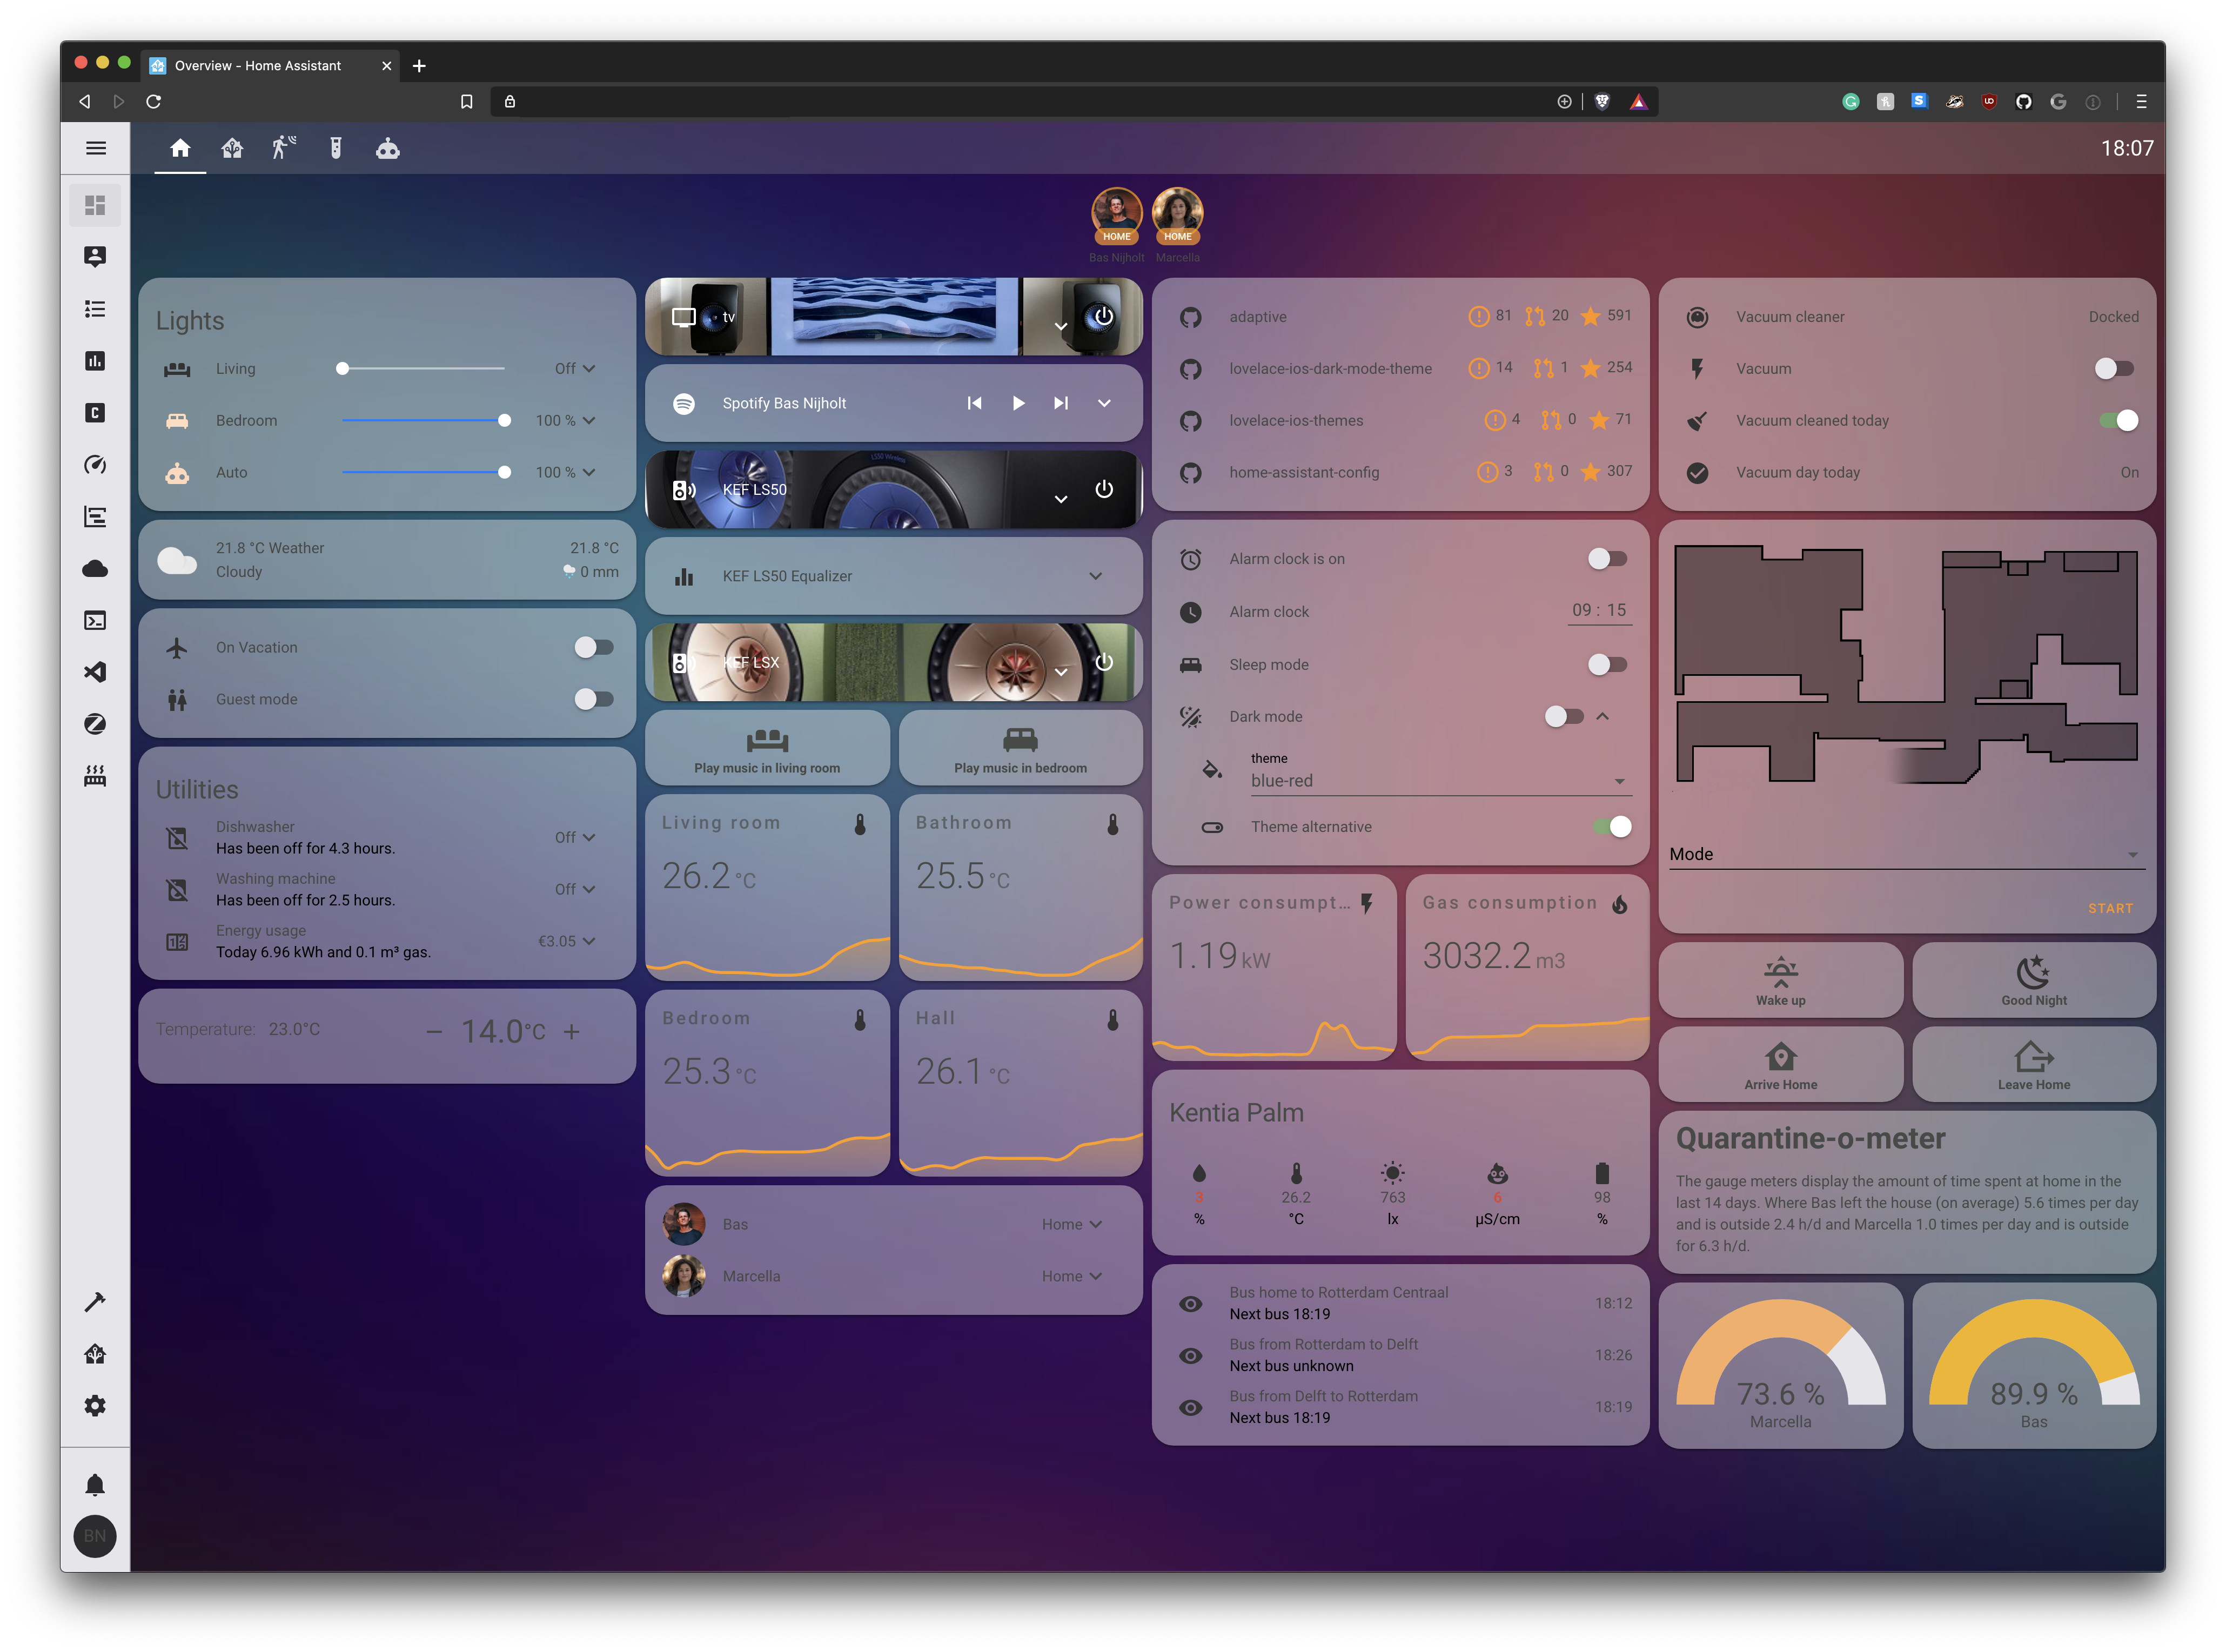 Overview - Home Assistant
18:07
HOME
HOME
Bas Nijholt
Marcella
Lights
Living
Off
Bedroom
100 %
Auto
100 %
21.8 °C Weather
21.8 °C
Cloudy
0 mm
On Vacation
Guest mode
Utilities
Dishwasher
Has been off for 4.3 hours.
Off
Washing machine
Has been off for 2.5 hours.
Off
Energy usage
Today 6.96 kWh and 0.1 m³ gas.
€3.05
Temperature: 23.0°C
− 14.0°C +
tv
Spotify Bas Nijholt
LS50 Wireless
KEF LS50
KEF LS50 Equalizer
KEF LSX
Play music in living room
Play music in bedroom
Living room
26.2 °C
Bathroom
25.5 °C
Bedroom
25.3 °C
Hall
26.1 °C
Bas
Home
Marcella
Home
adaptive
81 20 591
lovelace-ios-dark-mode-theme
14 1 254
lovelace-ios-themes
4 0 71
home-assistant-config
3 0 307
Alarm clock is on
Alarm clock
09 : 15
Sleep mode
Dark mode
theme
blue-red
Theme alternative
Power consumpt...
1.19 kW
Gas consumption
3032.2 m3
Kentia Palm
3 26.2 763 6 98
% °C lx µS/cm %
Bus home to Rotterdam Centraal
Next bus 18:19
18:12
Bus from Rotterdam to Delft
Next bus unknown
18:26
Bus from Delft to Rotterdam
Next bus 18:19
18:19
Vacuum cleaner
Docked
Vacuum
Vacuum cleaned today
Vacuum day today
On
Mode
START
Wake up
Good Night
Arrive Home
Leave Home
Quarantine-o-meter
The gauge meters display the amount of time spent at home in the
last 14 days. Where Bas left the house (on average) 5.6 times per day
and is outside 2.4 h/d and Marcella 1.0 times per day and is outside
for 6.3 h/d.
73.6 %
Marcella
89.9 %
Bas
BN